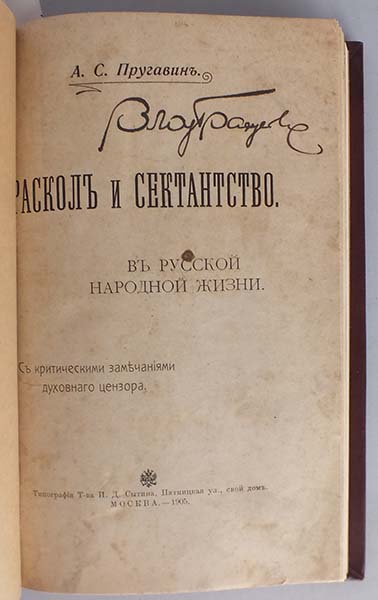 А. С. Пругавинъ.
РАСКОЛЪ И СЕКТАНТСТВО.
ВЪ РУССКОЙ
НАРОДНОЙ ЖИЗНИ.
Съ критическими замѣчаніями
духовнаго цензора.
Типографія Т-ва И. Д. Сытина, Пятницкая ул., свой домъ.
МОСКВА.—1905.